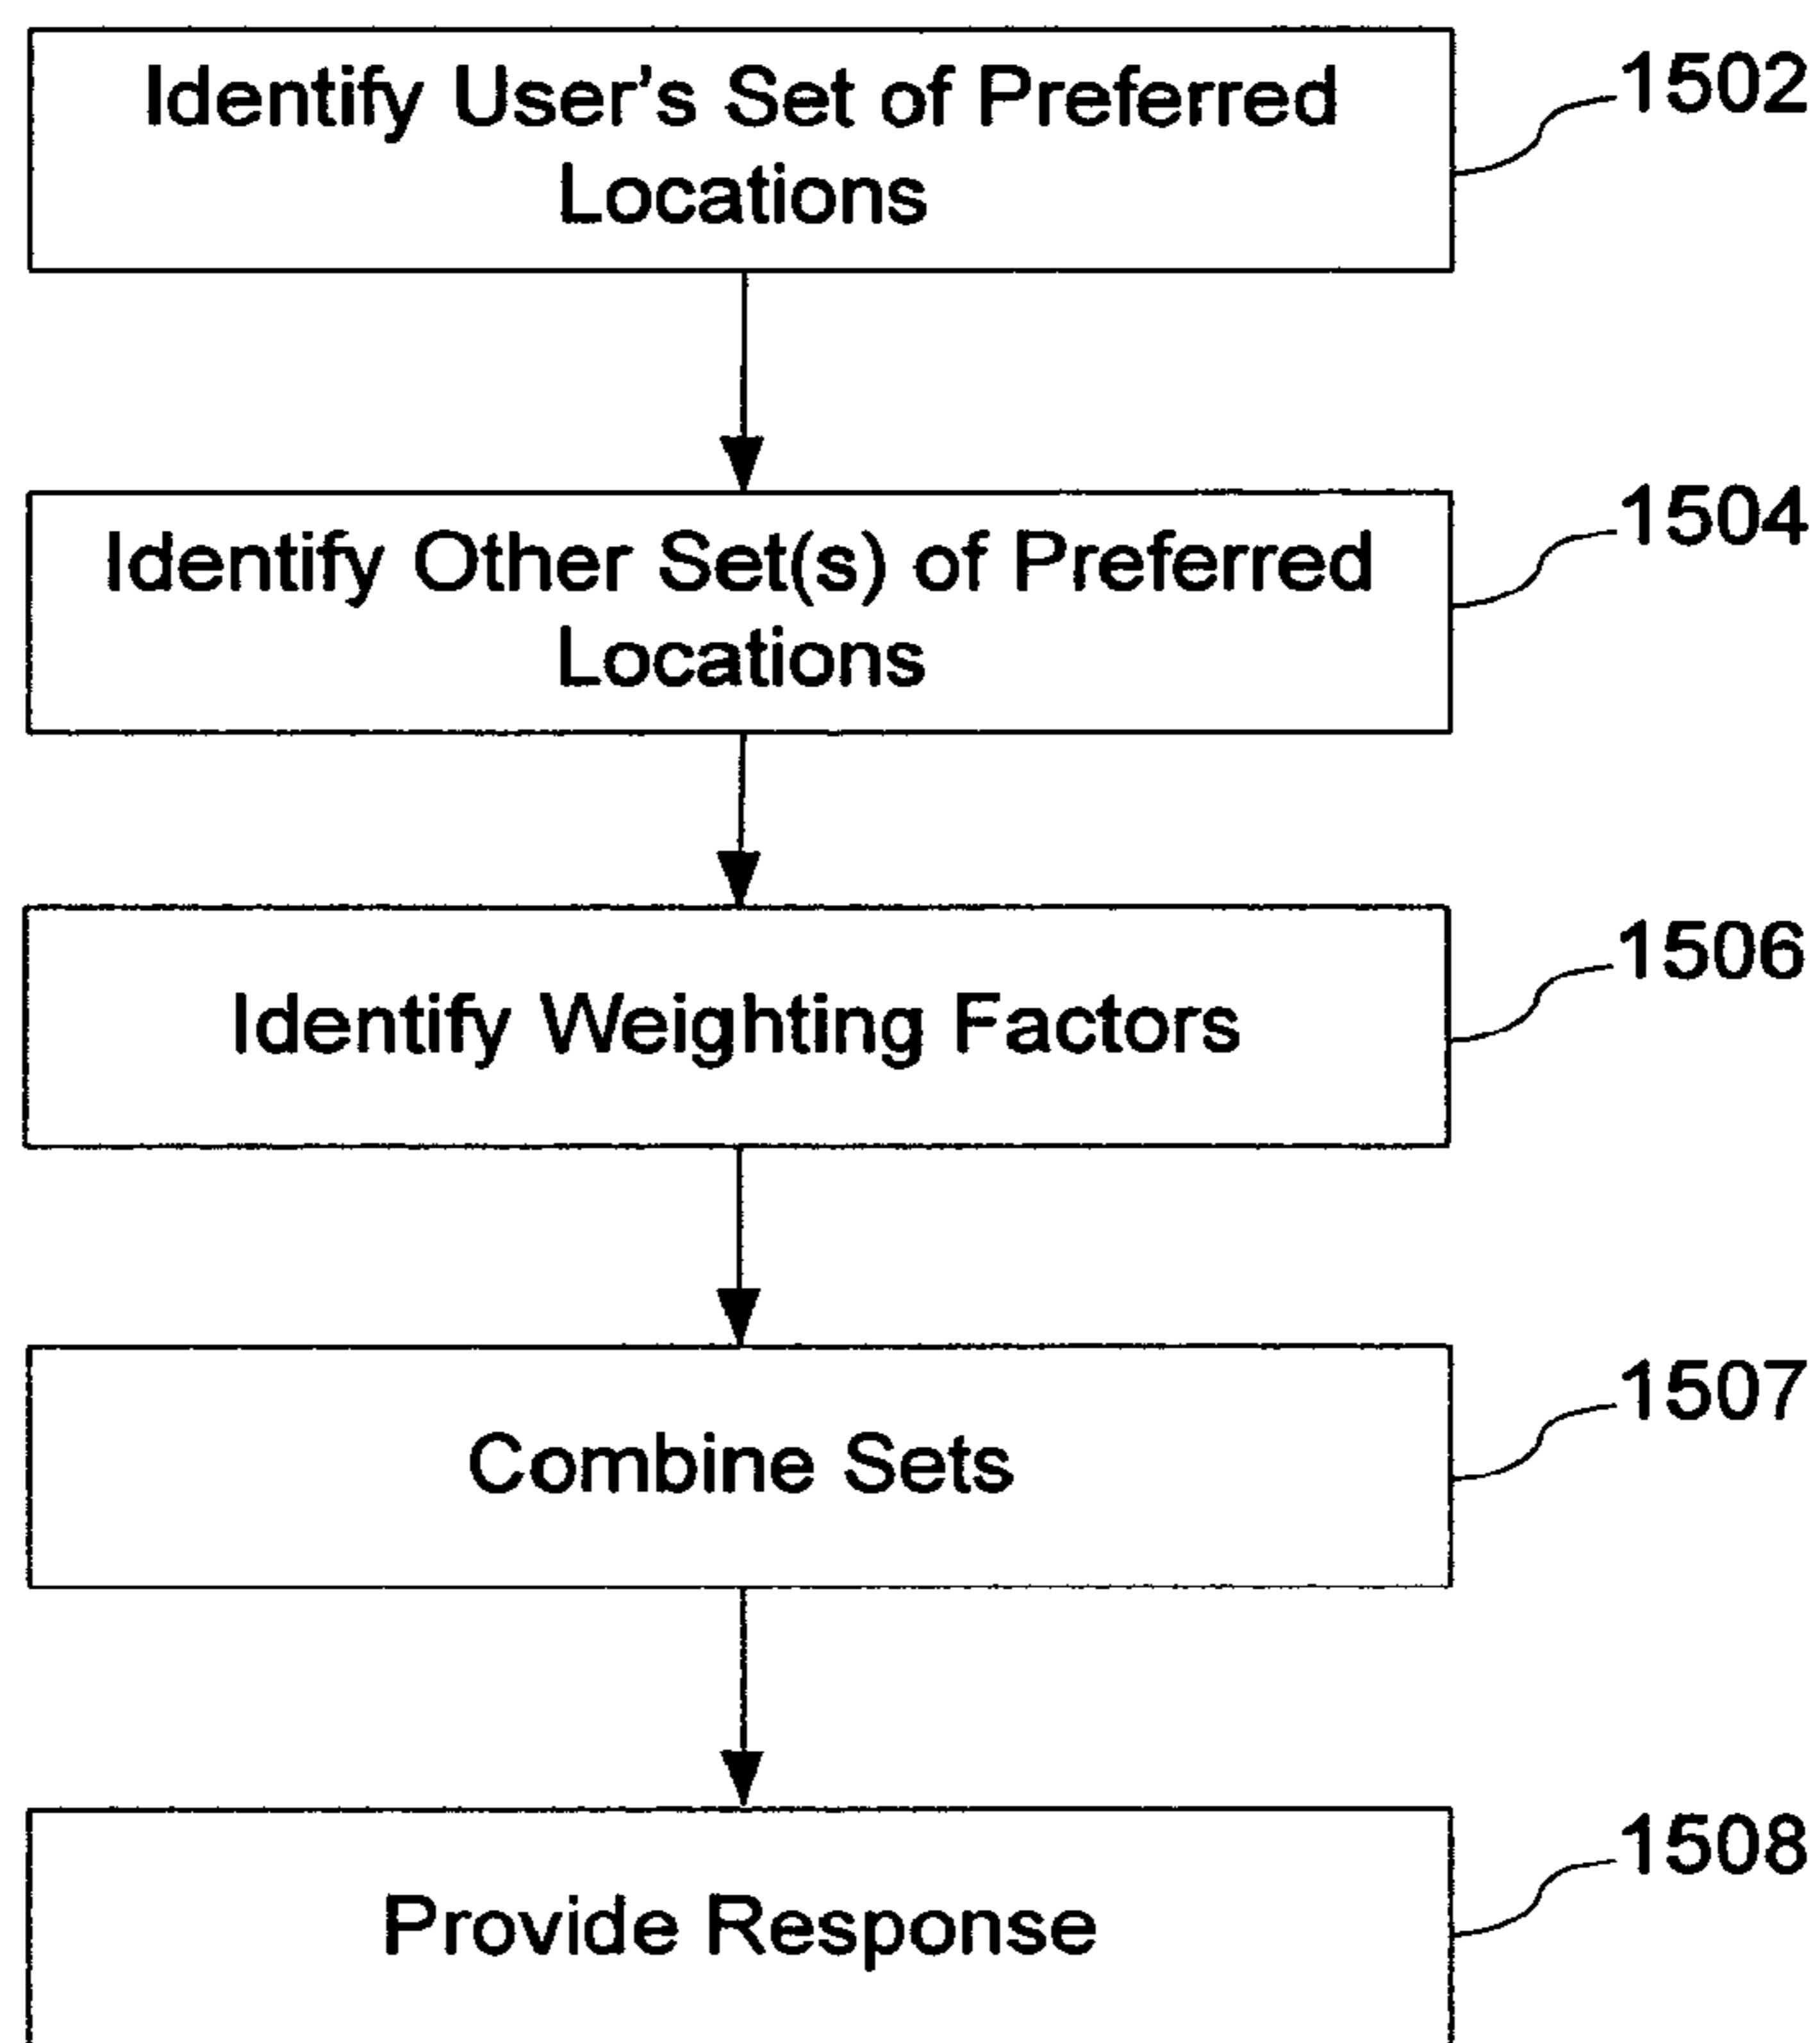 Identify User's Set of Preferred
Locations
1502
Identify Other Set(s) of Preferred
Locations
1504
Identify Weighting Factors
1506
Combine Sets
1507
Provide Response
1508